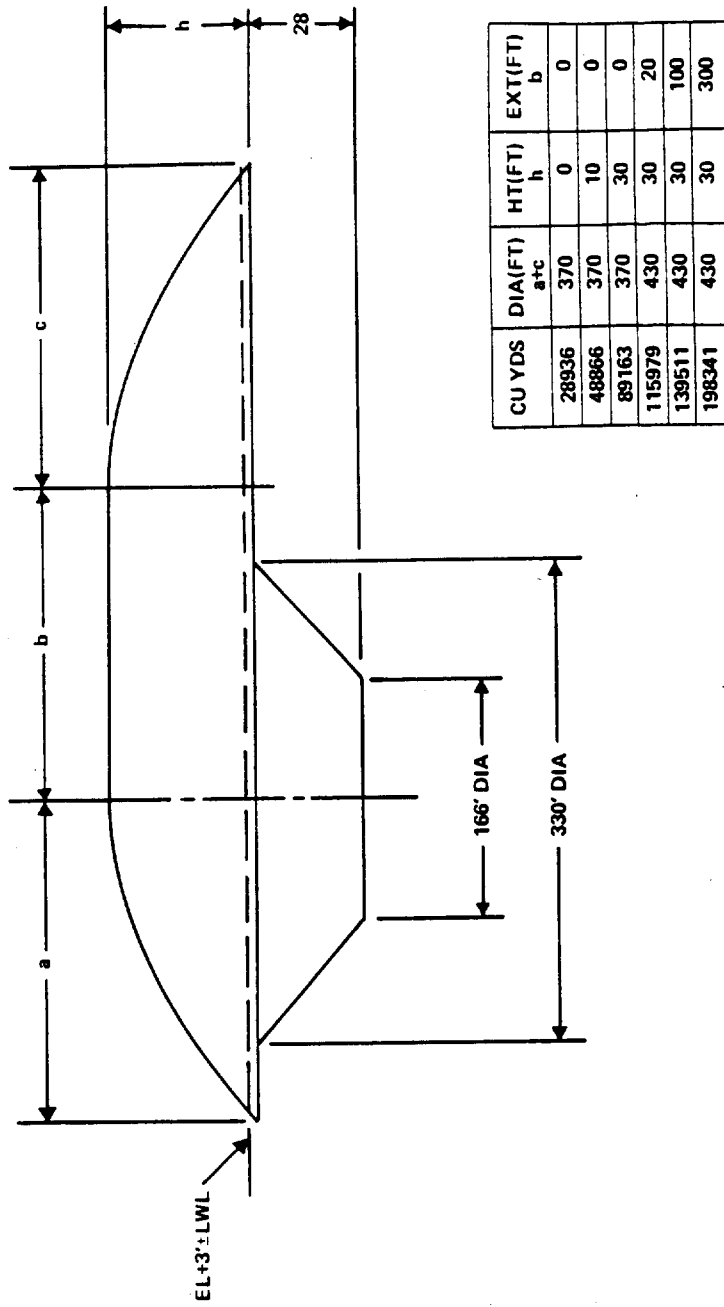 h
28
c
b
a
EL+3'±LWL
166' DIA
330' DIA
CU YDS DIA(FT) HT(FT) EXT(FT)
a+c h b
28936 370 0 0
48866 370 10 0
89163 370 30 0
115979 430 30 20
139511 430 30 100
198341 430 30 300